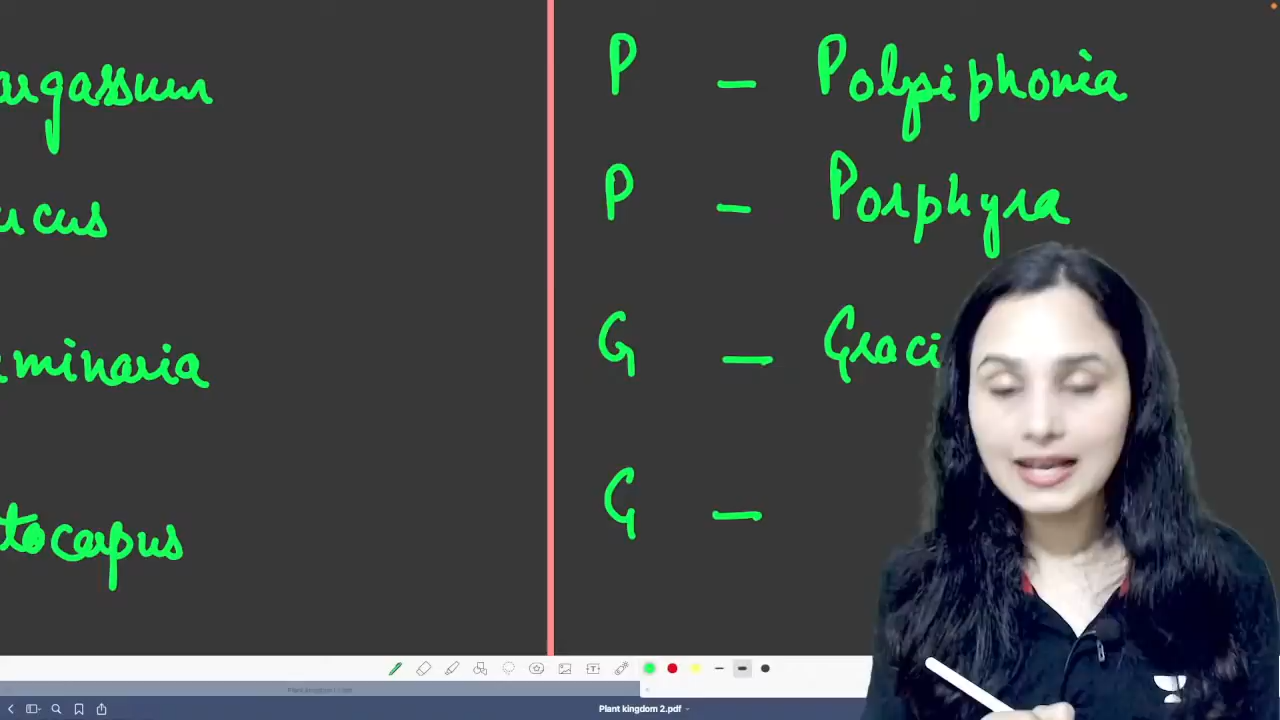 argassum
ucus
minaria
tocarpus
P – Polysiphonia
P – Porphyra
G – Graci
G –
Plant kingdom 2.pdf